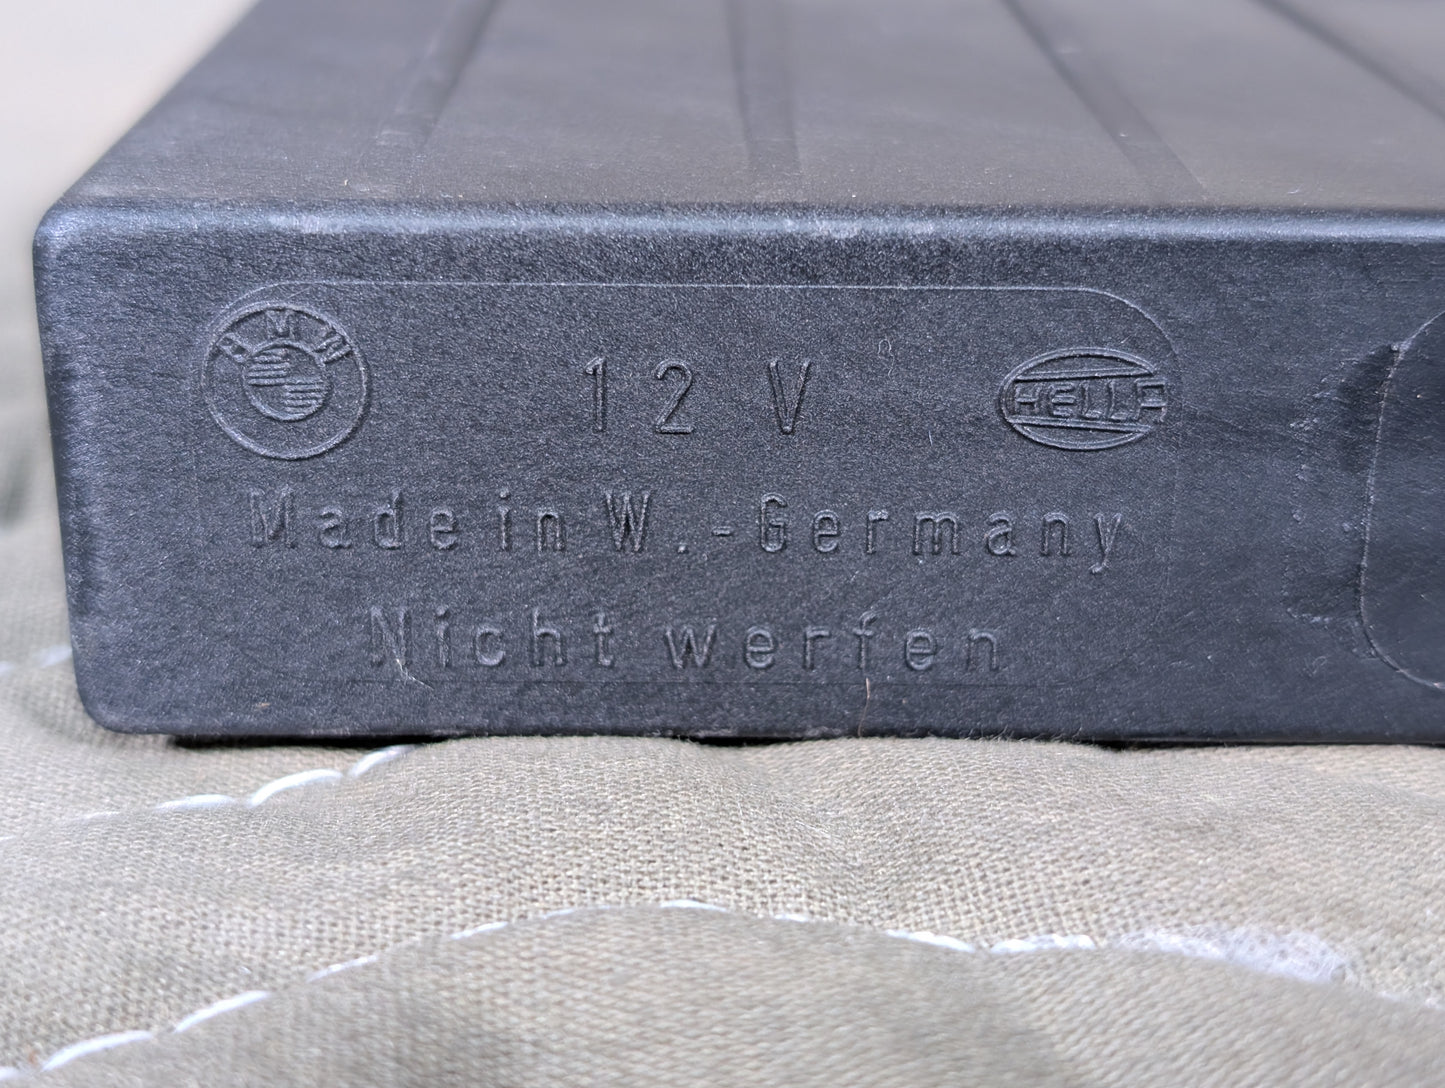 BMW 12 V HELLA
Made in W.-Germany
Nicht werfen